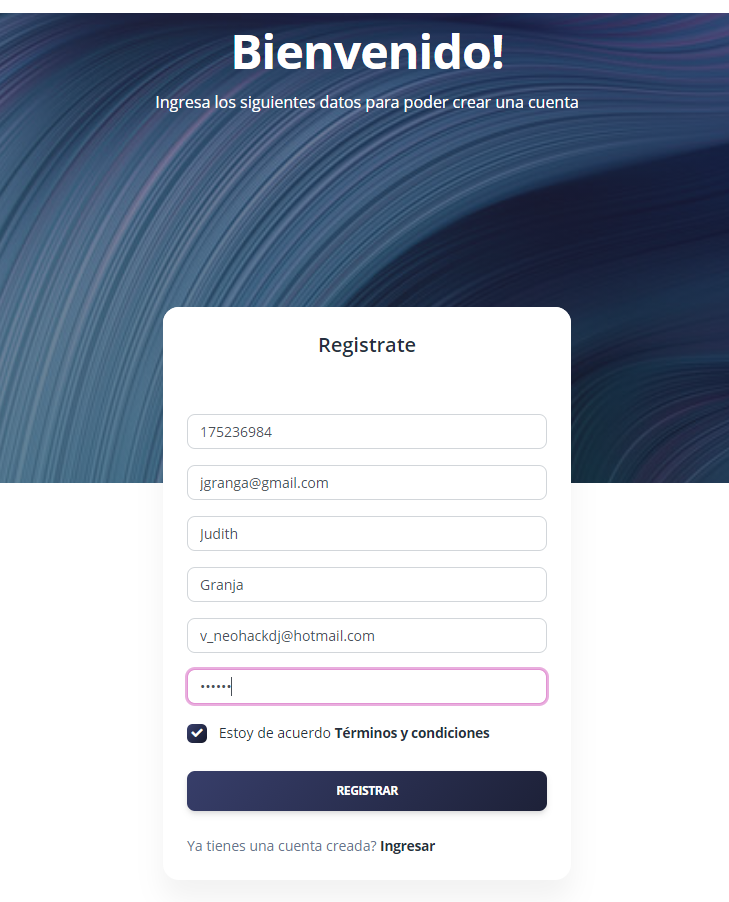 Bienvenido!
Ingresa los siguientes datos para poder crear una cuenta
Registrate
175236984
jgranga@gmail.com
Judith
Granja
v_neohackdj@hotmail.com
••••••
Estoy de acuerdo Términos y condiciones
REGISTRAR
Ya tienes una cuenta creada? Ingresar